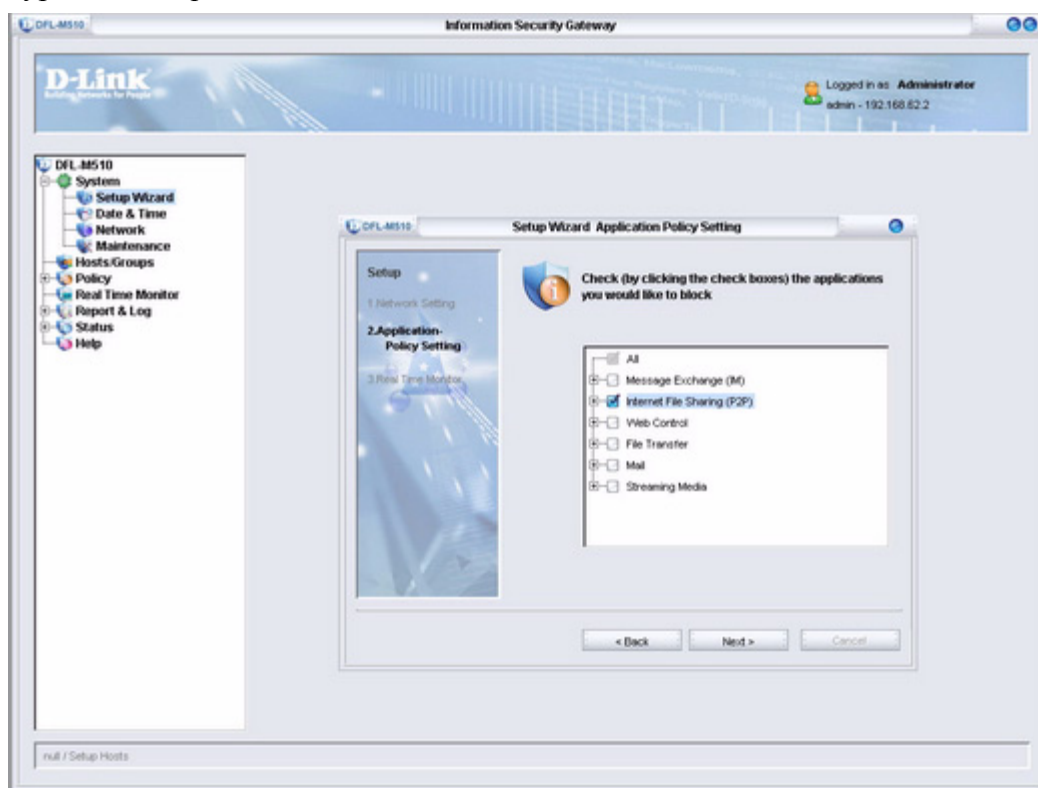 DFL-M510
Information Security Gateway
D-Link
Building Networks for People
Logged in as Administrator
admin - 192.168.62.2
DFL-M510
System
Setup Wizard
Date & Time
Network
Maintenance
Hosts/Groups
Policy
Real Time Monitor
Report & Log
Status
Help
DFL-M510
Setup Wizard Application Policy Setting
Setup
1.Network Setting
2.Application-
Policy Setting
3.Real Time Monitor
Check (by clicking the check boxes) the applications
you would like to block
All
Message Exchange (IM)
Internet File Sharing (P2P)
Web Control
File Transfer
Mail
Streaming Media
< Back
Next >
Cancel
null / Setup Hosts